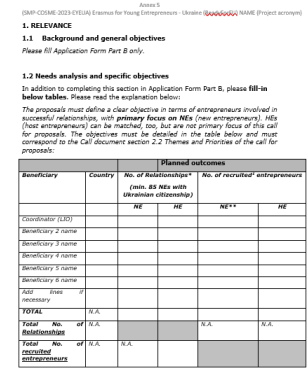 Annex 5
(SMP-COSME-2023-EYEUA) Erasmus for Young Entrepreneurs - Ukraine (ReadyForEU) NAME (Project acronym)
1. RELEVANCE
1.1 Background and general objectives
Please fill Application Form Part B only.
1.2 Needs analysis and specific objectives
In addition to completing this section in Application Form Part B, please fill-in
below tables. Please read the explanation below:
The proposals must define a clear objective in terms of entrepreneurs involved in
successful relationships, with primary focus on NEs (new entrepreneurs). HEs
(host entrepreneurs) can be matched, too, but are not primary focus of this call
for proposals. The objectives must be detailed in the table below and must
correspond to the Call document section 2.2 Themes and Priorities of the call for
proposals:
Planned outcomes
Beneficiary Country No. of Relationships* No. of recruited¹ entrepreneurs
(min. 85 NEs with
Ukrainian citizenship)
NE HE NE** HE
Coordinator (LIO)
Beneficiary 2 name
Beneficiary 3 name
Beneficiary 4 name
Beneficiary 5 name
Beneficiary 6 name
Add lines if
necessary
TOTAL N.A.
Total No. of N.A. N.A. N.A.
Relationships
Total No. of N.A. N.A.
recruited
entrepreneurs